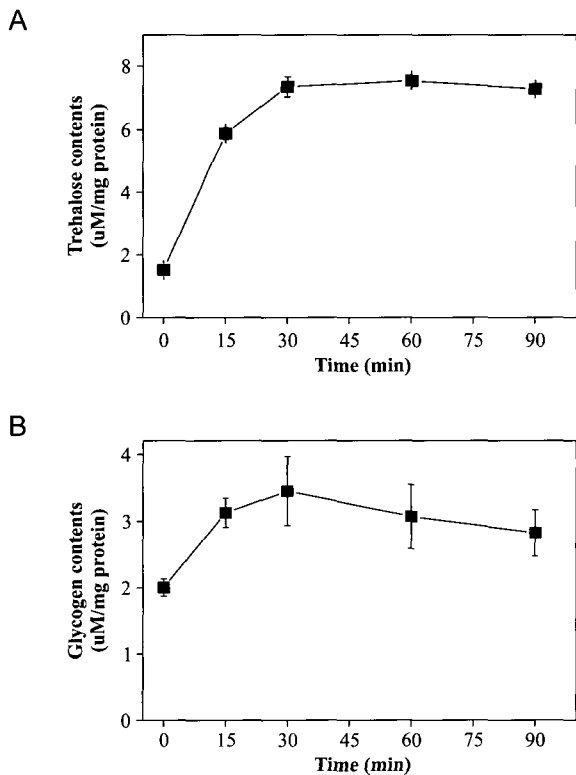 A
Trehalose contents
(uM/mg protein)
8
6
4
2
0
0 15 30 45 60 75 90
Time (min)
B
Glycogen contents
(uM/mg protein)
4
3
2
1
0
0 15 30 45 60 75 90
Time (min)